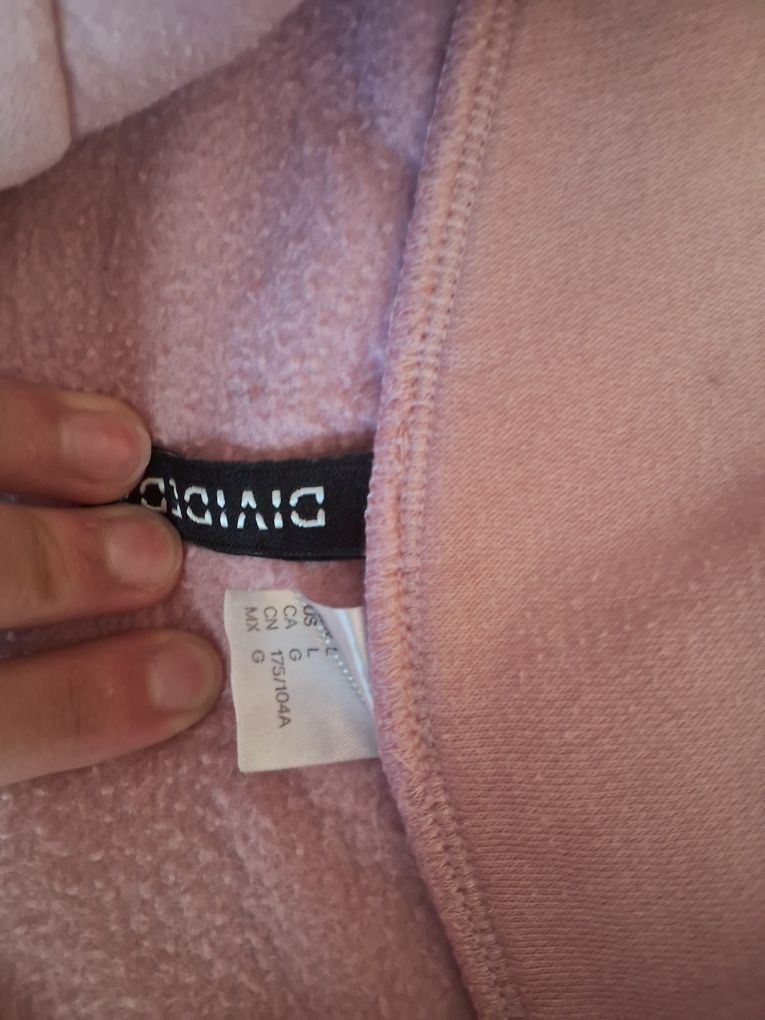 DIVIDED
L
US L
CA G
CN 175/104A
MX G